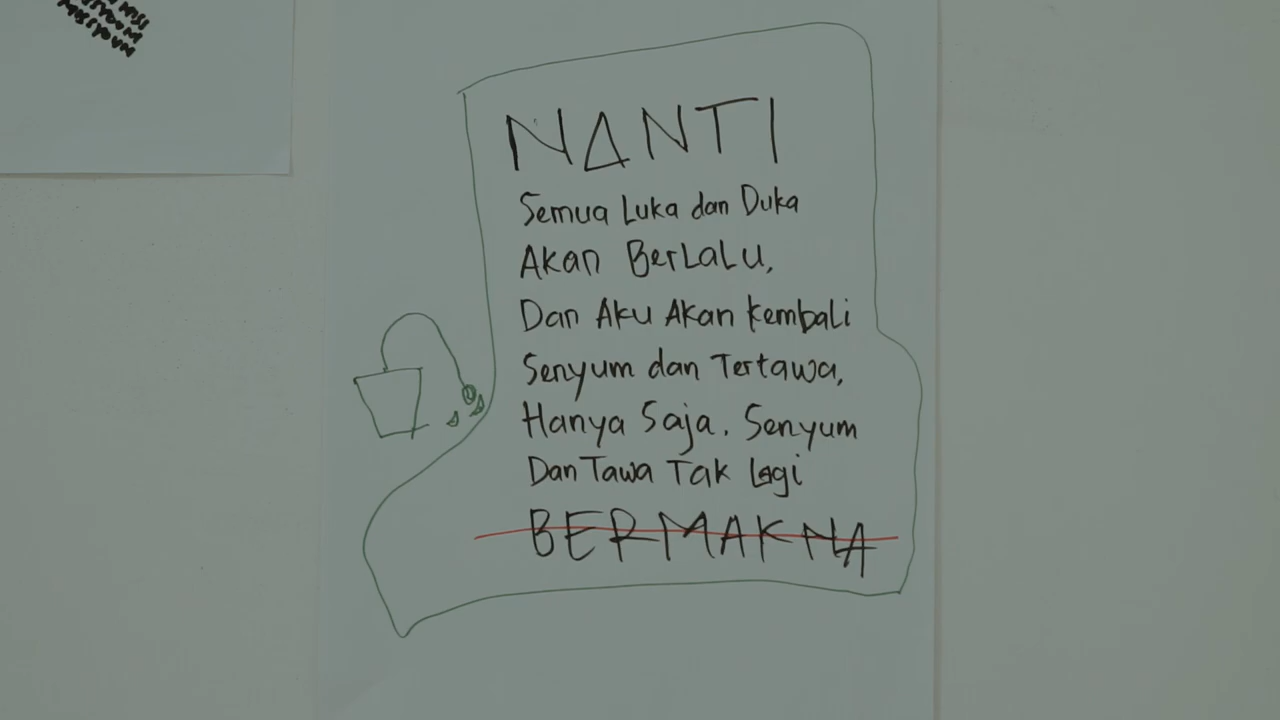 NANTI
Semua Luka dan Duka
Akan BerLaLu,
Dan Aku Akan Kembali
Senyum dan Tertawa,
Hanya Saja. Senyum
Dan Tawa Tak Lagi
BERMAKNA